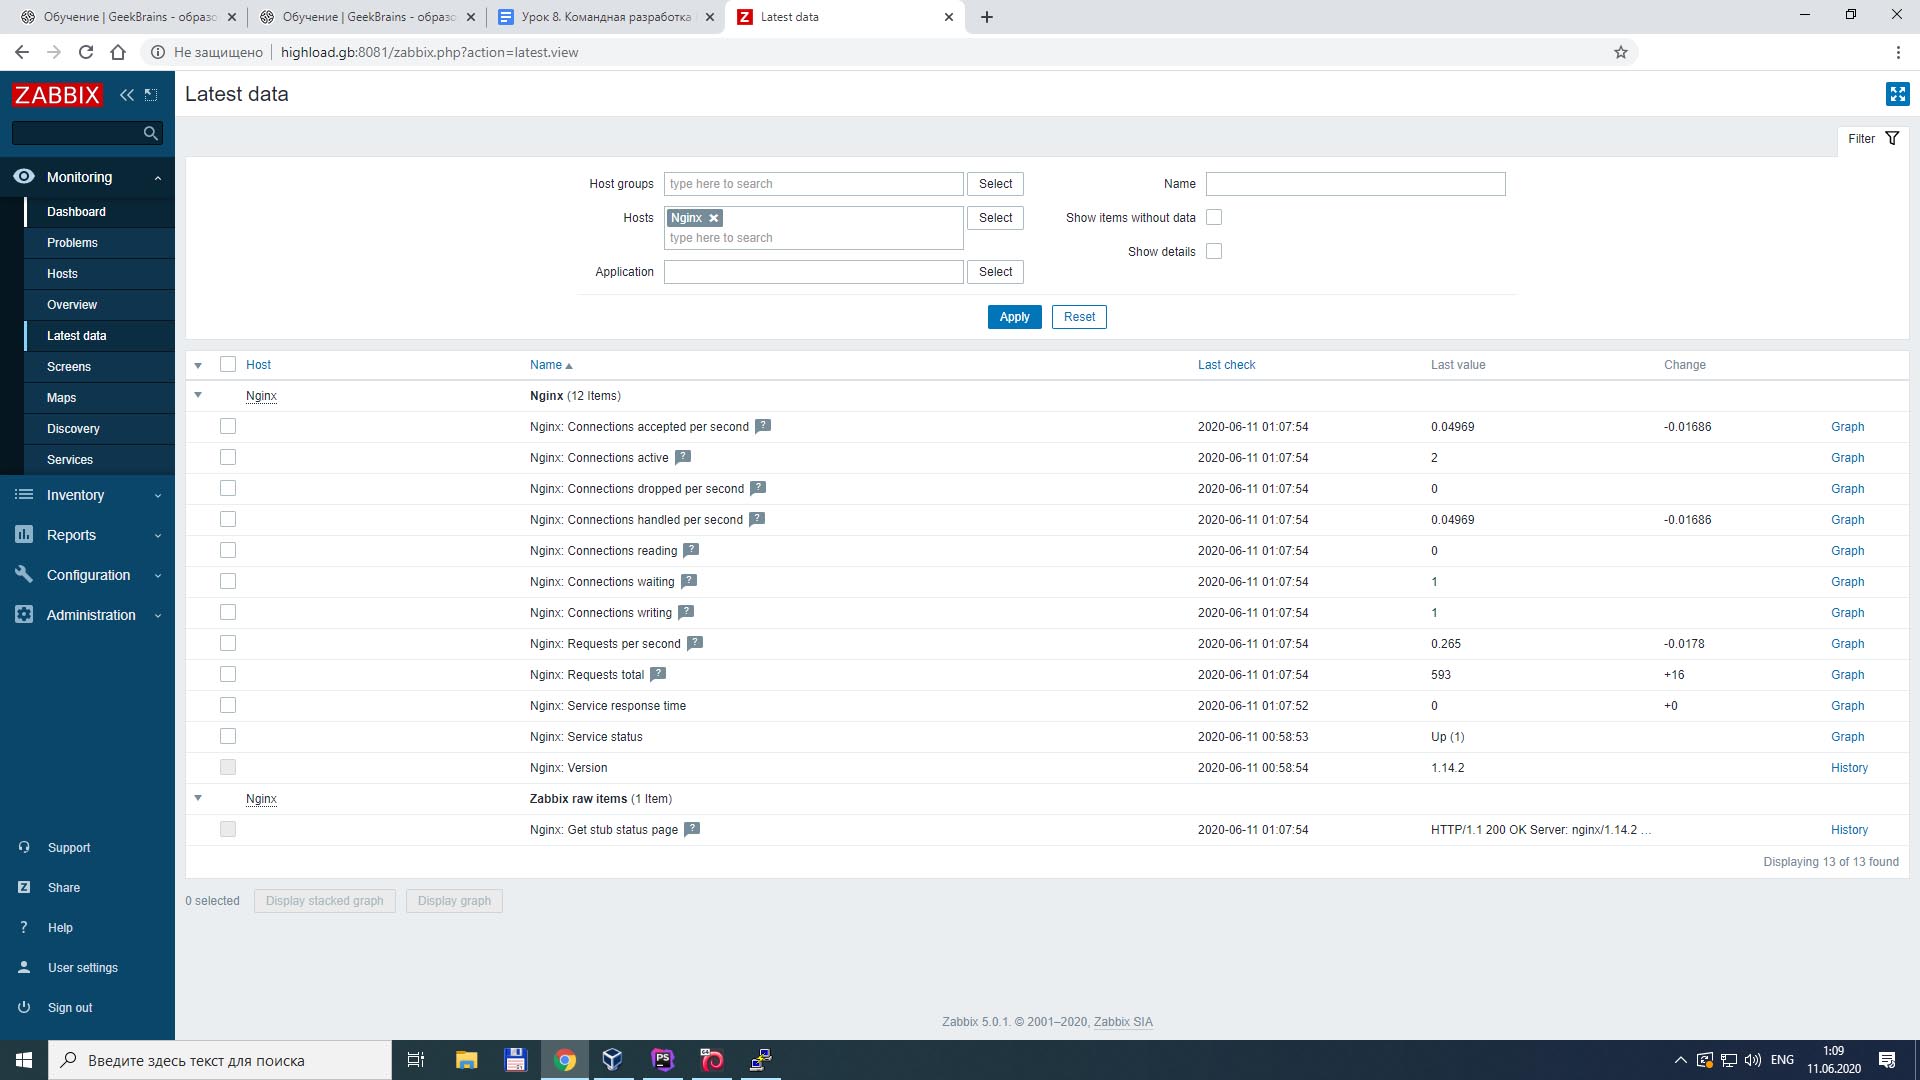 Обучение | GeekBrains - образо
Обучение | GeekBrains - образо
Урок 8. Командная разработка
Z Latest data
Не защищено highload.gb:8081/zabbix.php?action=latest.view
ZABBIX
Latest data
Filter
Monitoring
Dashboard
Problems
Hosts
Overview
Latest data
Screens
Maps
Discovery
Services
Inventory
Reports
Configuration
Administration
Support
Z Share
? Help
User settings
Sign out
Host groups type here to search Select Name
Hosts Nginx Select Show items without data
type here to search
Show details
Application Select
Apply Reset
Host Name Last check Last value Change
Nginx Nginx (12 Items)
Nginx: Connections accepted per second ? 2020-06-11 01:07:54 0.04969 -0.01686 Graph
Nginx: Connections active ? 2020-06-11 01:07:54 2 Graph
Nginx: Connections dropped per second ? 2020-06-11 01:07:54 0 Graph
Nginx: Connections handled per second ? 2020-06-11 01:07:54 0.04969 -0.01686 Graph
Nginx: Connections reading ? 2020-06-11 01:07:54 0 Graph
Nginx: Connections waiting ? 2020-06-11 01:07:54 1 Graph
Nginx: Connections writing ? 2020-06-11 01:07:54 1 Graph
Nginx: Requests per second ? 2020-06-11 01:07:54 0.265 -0.0178 Graph
Nginx: Requests total ? 2020-06-11 01:07:54 593 +16 Graph
Nginx: Service response time 2020-06-11 01:07:52 0 +0 Graph
Nginx: Service status 2020-06-11 00:58:53 Up (1) Graph
Nginx: Version 2020-06-11 00:58:54 1.14.2 History
Nginx Zabbix raw items (1 Item)
Nginx: Get stub status page ? 2020-06-11 01:07:54 HTTP/1.1 200 OK Server: nginx/1.14.2 ... History
Displaying 13 of 13 found
0 selected Display stacked graph Display graph
Zabbix 5.0.1. © 2001–2020, Zabbix SIA
Введите здесь текст для поиска
PS
ENG
1:09
11.06.2020